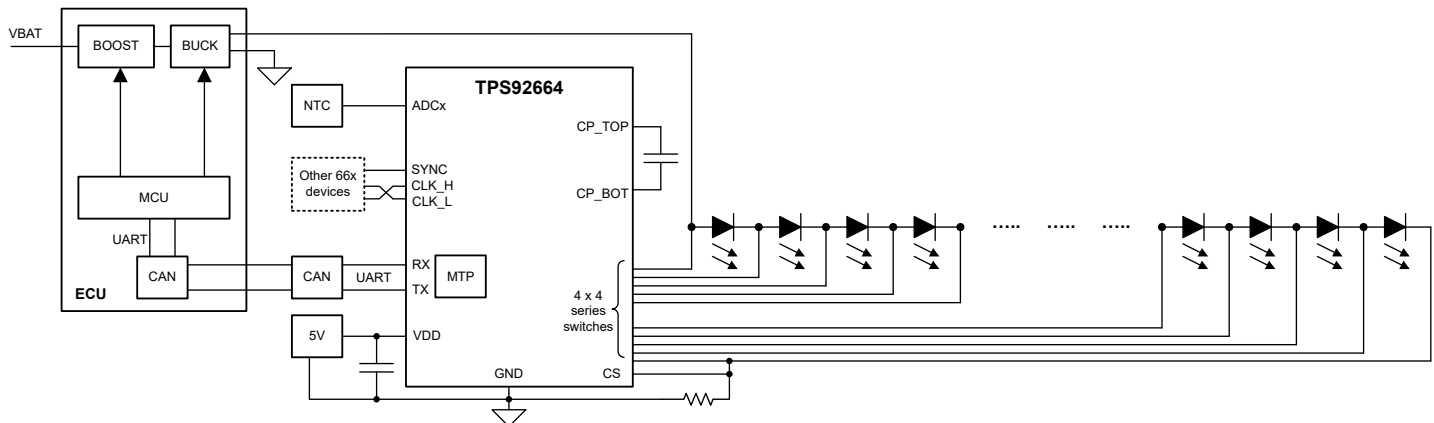 VBAT
BOOST
BUCK
MCU
UART
CAN
ECU
NTC
Other 66x
devices
CAN
UART
5V
TPS92664
ADCx
SYNC
CLK_H
CLK_L
RX
TX
MTP
VDD
GND
CP_TOP
CP_BOT
4 x 4
series
switches
CS
..... ..... .....